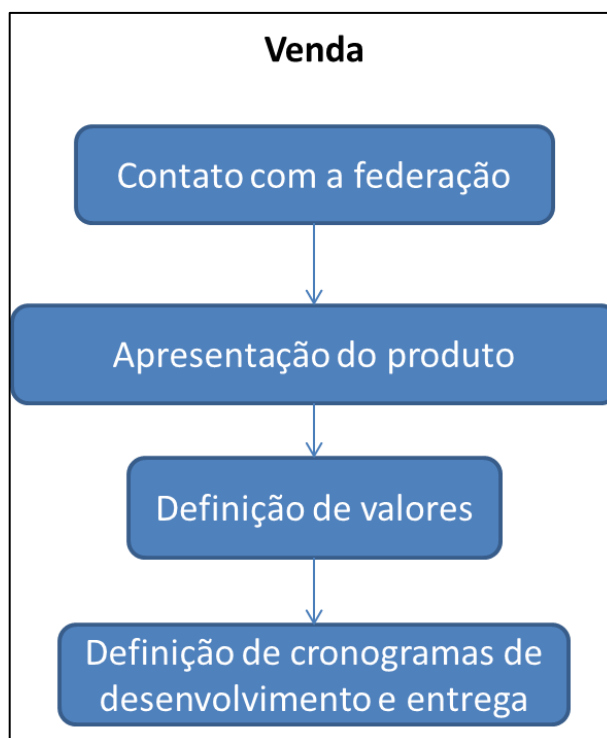 Venda
Contato com a federação
Apresentação do produto
Definição de valores
Definição de cronogramas de
desenvolvimento e entrega